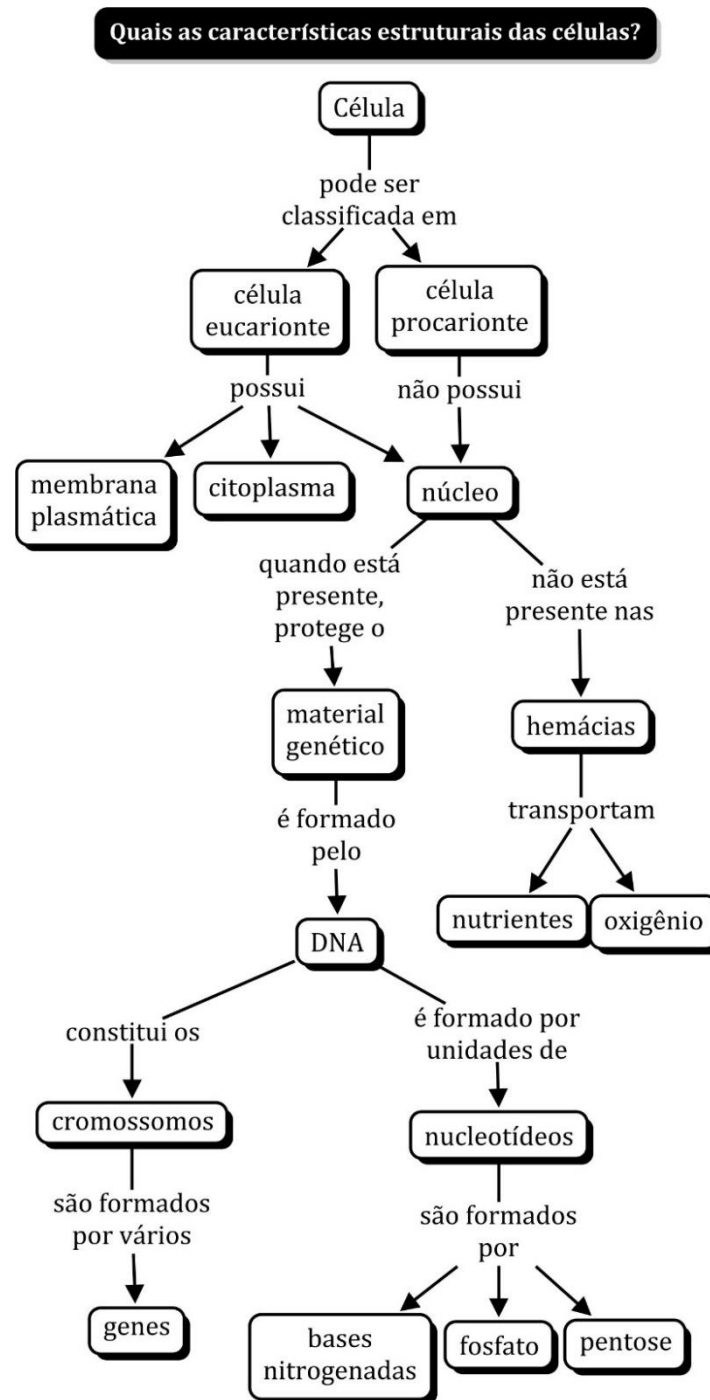 Quais as características estruturais das células?
Célula
pode ser
classificada em
célula
eucarionte
célula
procarionte
possui
não possui
membrana
plasmática
citoplasma
núcleo
quando está
presente,
protege o
não está
presente nas
material
genético
hemácias
é formado
pelo
transportam
nutrientes
oxigênio
DNA
constitui os
é formado por
unidades de
cromossomos
nucleotídeos
são formados
por vários
são formados
por
genes
bases
nitrogenadas
fosfato
pentose